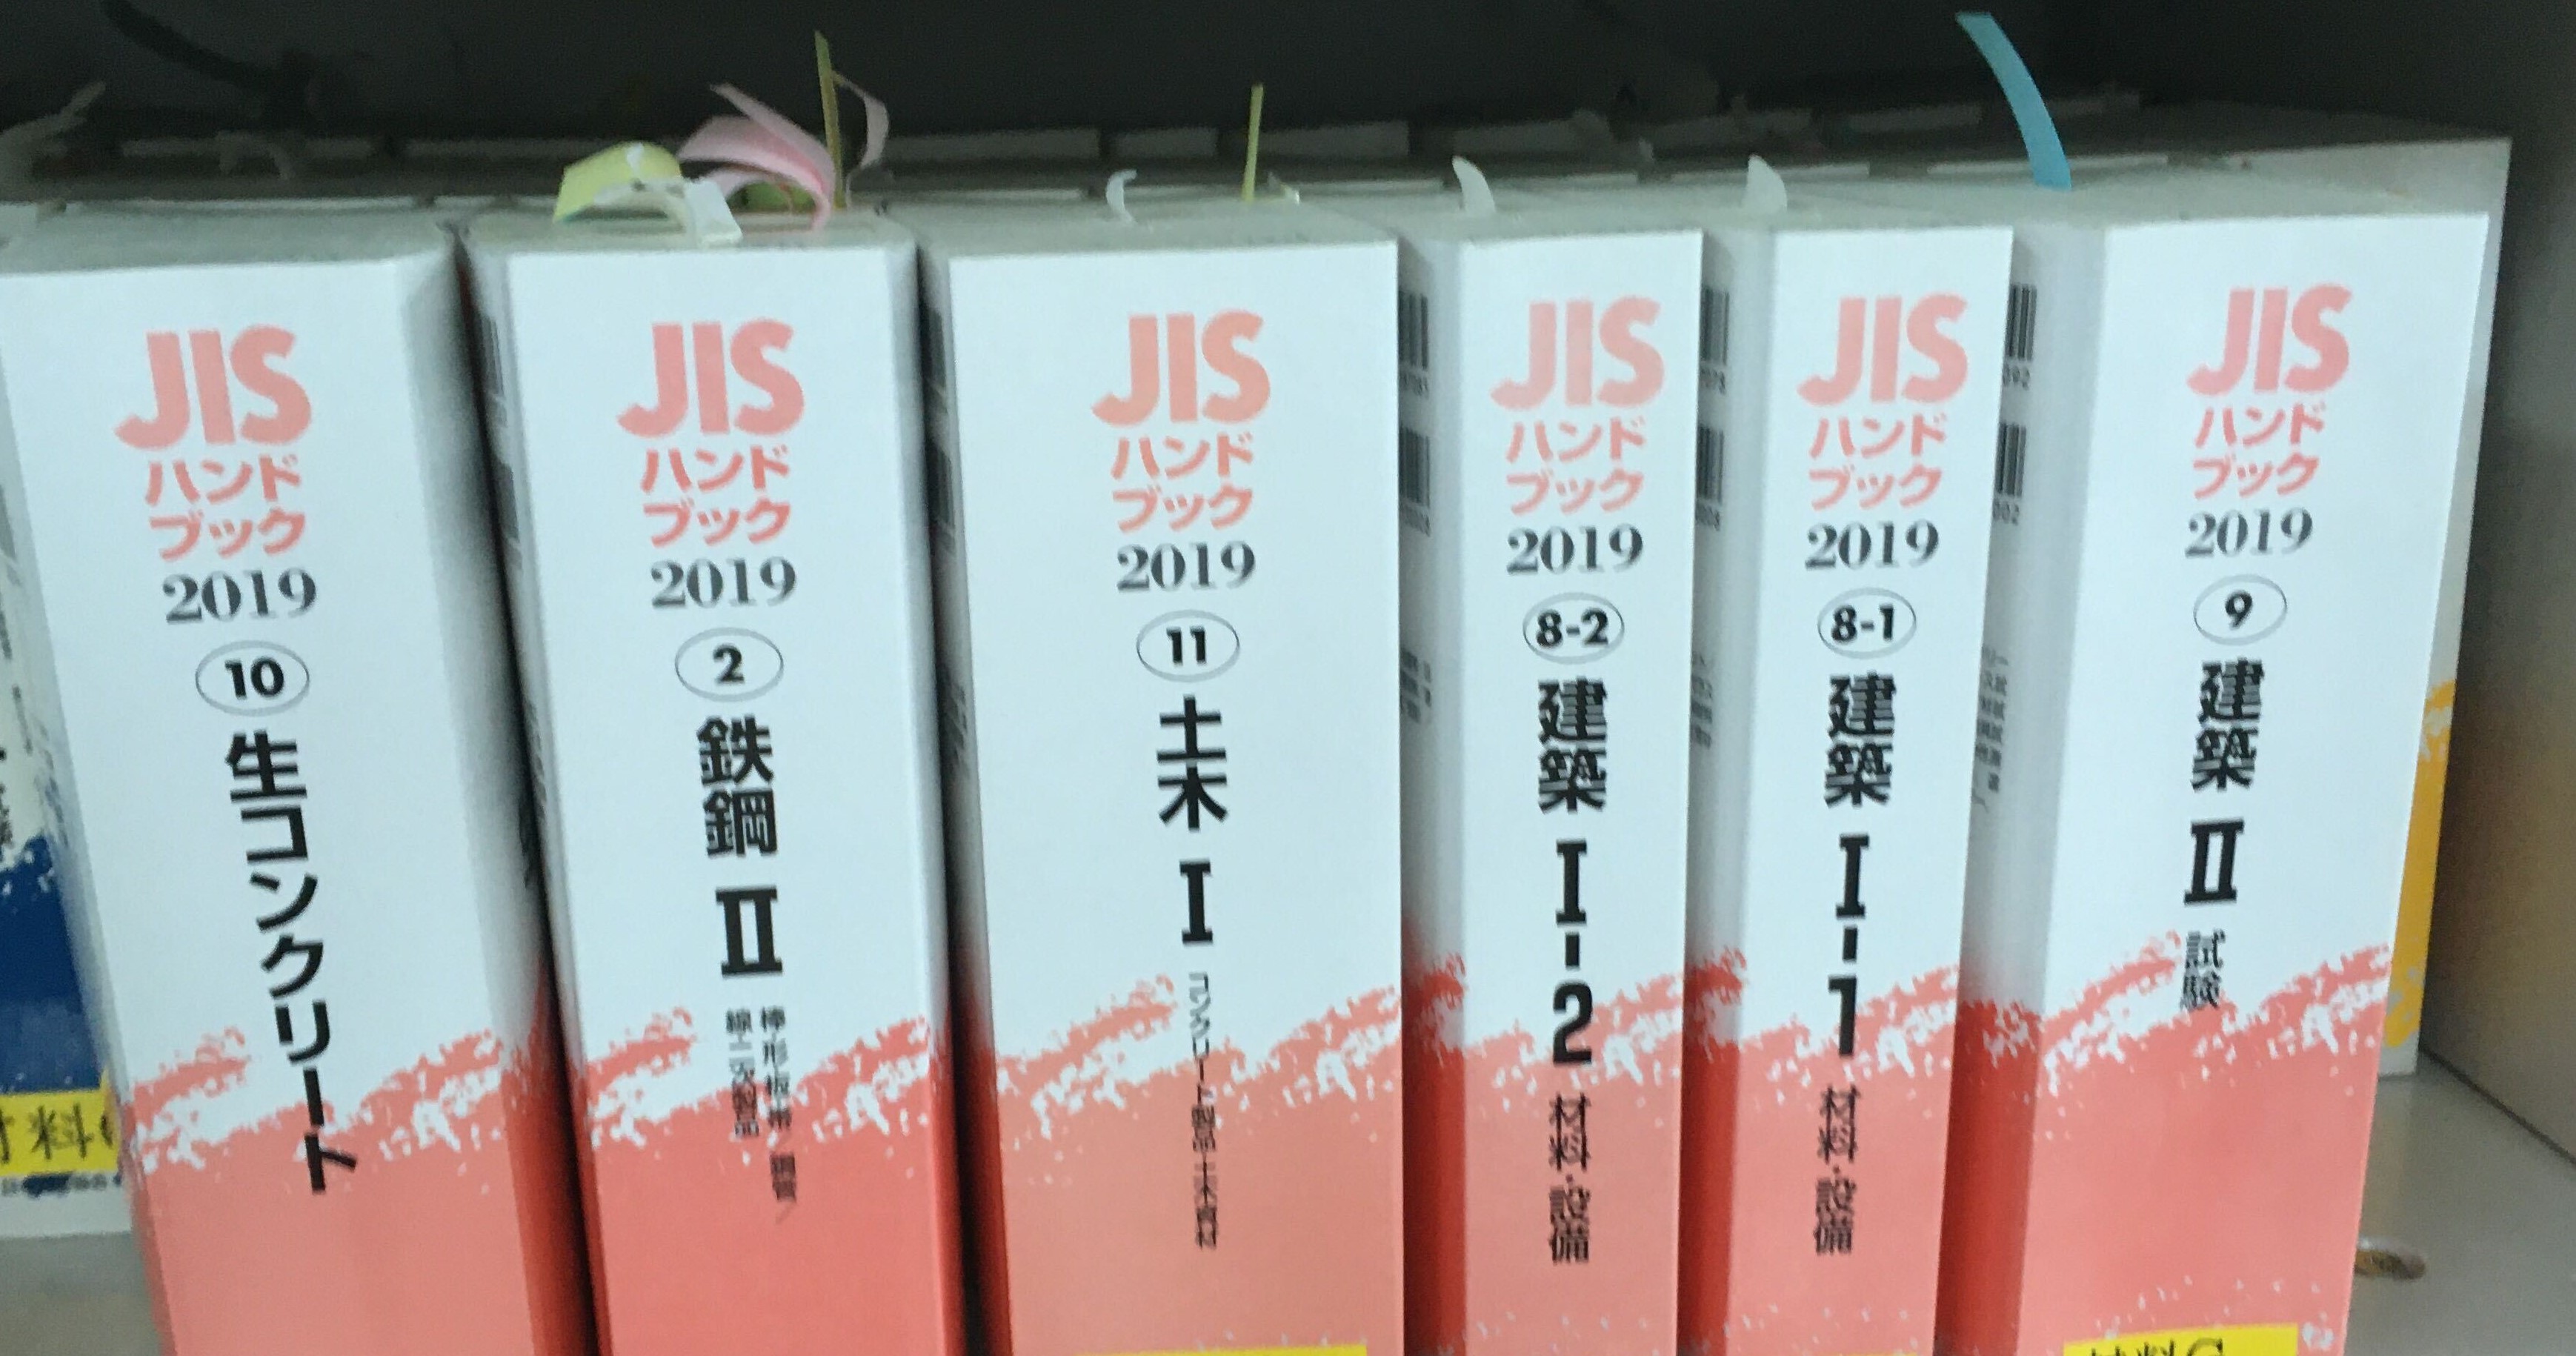 JIS
ハンド
ブック
2019
10
生コンクリート
JIS
ハンド
ブック
2019
2
鉄鋼 II
棒・形・板・帯/鋼管/
線・二次製品
JIS
ハンド
ブック
2019
11
土木 I
コンクリート製品・土木資材
JIS
ハンド
ブック
2019
8-2
建築 I-2
材料・設備
JIS
ハンド
ブック
2019
8-1
建築 I-1
材料・設備
JIS
ハンド
ブック
2019
9
建築 II
試験
材料G